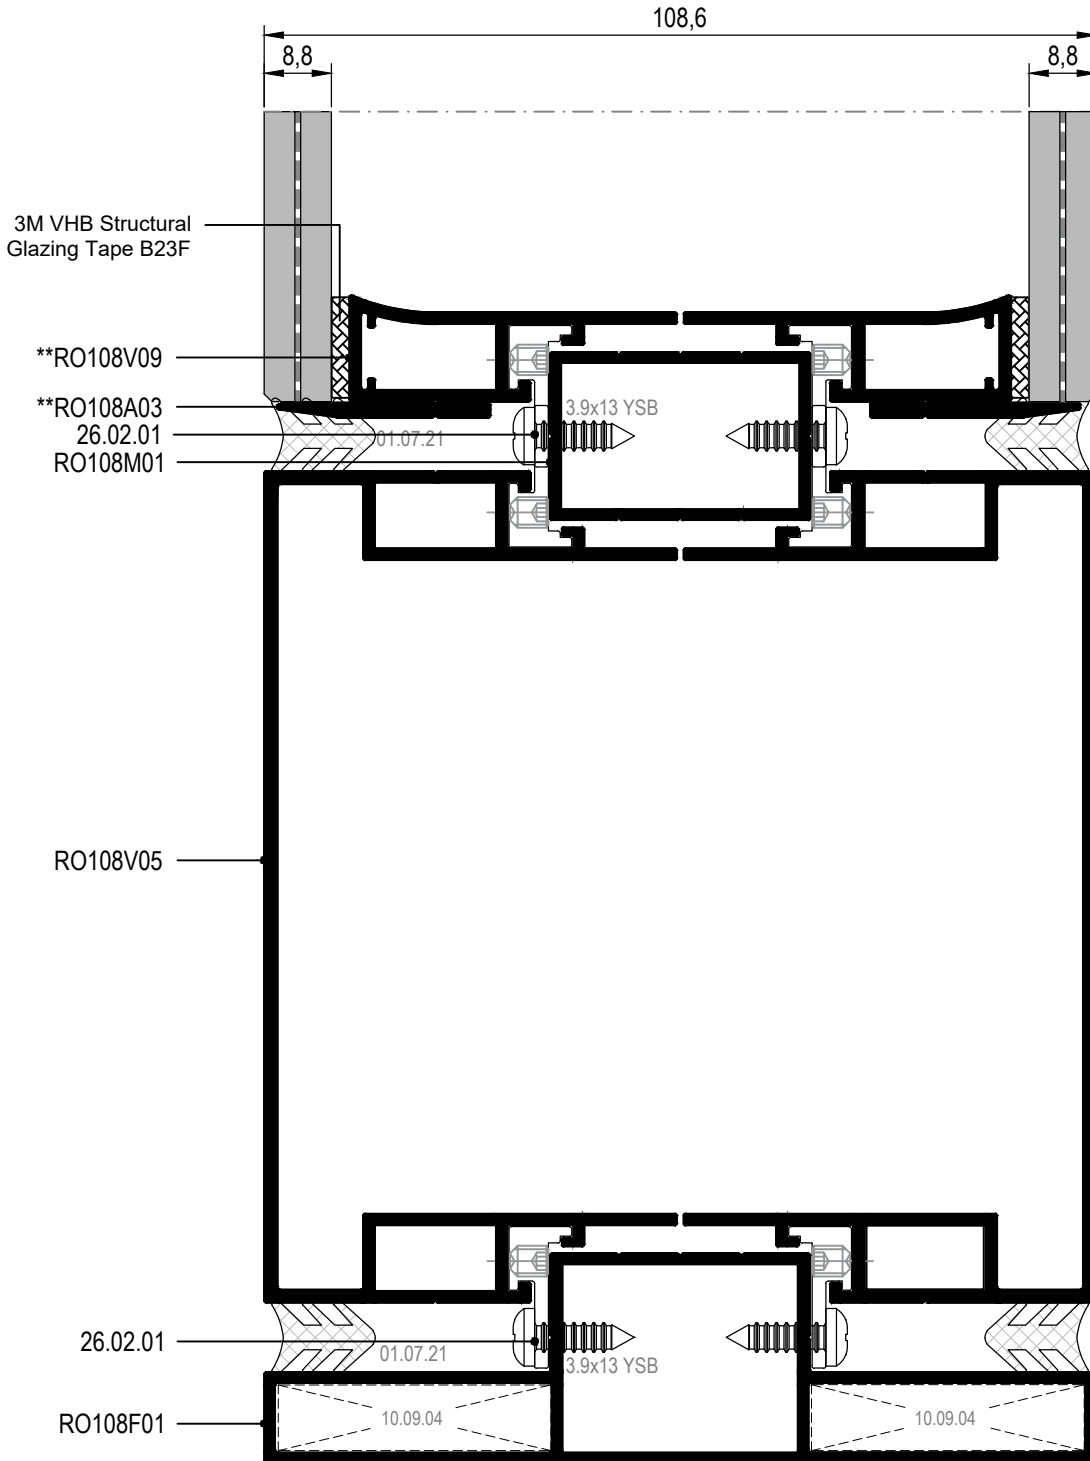 108,6
8,8
8,8
3M VHB Structural
Glazing Tape B23F
**RO108V09
**RO108A03
3.9x13 YSB
26.02.01
01.07.21
RO108M01
RO108V05
26.02.01
01.07.21
3.9x13 YSB
RO108F01
10.09.04
10.09.04